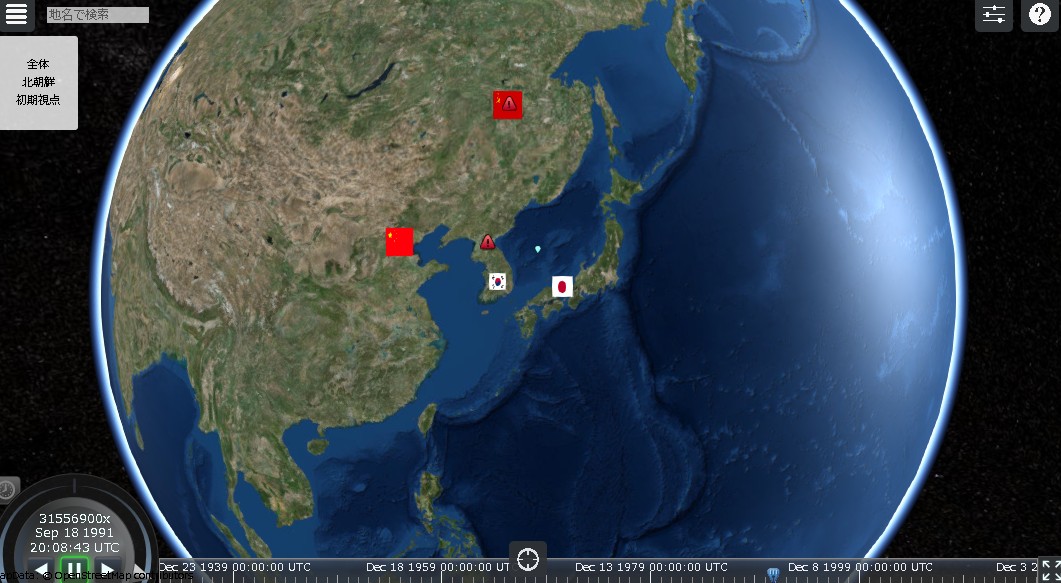 地名で検索
全体
北朝鮮
初期視点
31556900x
Sep 18 1991
20:08:43 UTC
Dec 23 1939 00:00:00 UTC
Dec 18 1959 00:00:00 UT
Dec 13 1979 00:00:00 UTC
Dec 8 1999 00:00:00 UTC
Dec 3 2
© OpenStreetMap contributors